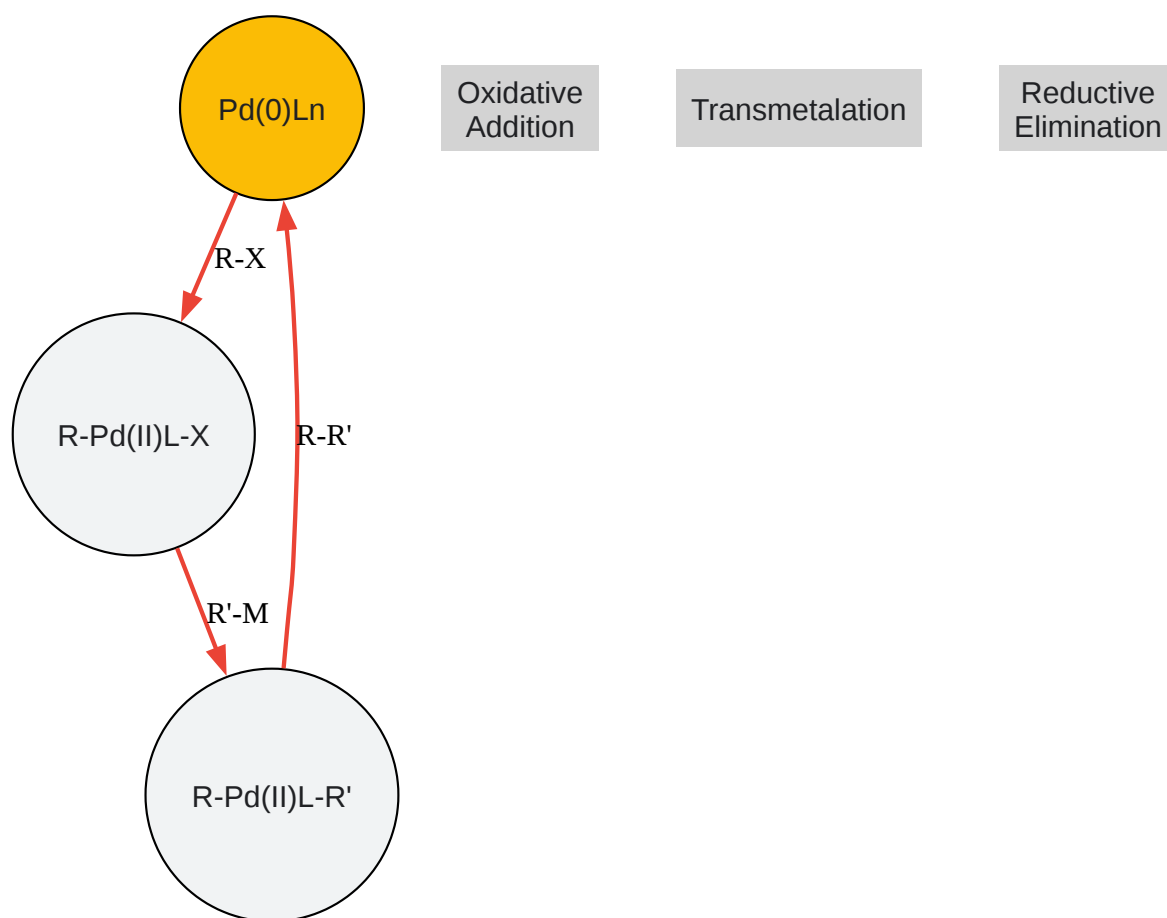 Pd(0)Ln
Oxidative
Addition
Transmetalation
Reductive
Elimination
R-X
R-Pd(II)L-X
R-R'
R'-M
R-Pd(II)L-R'